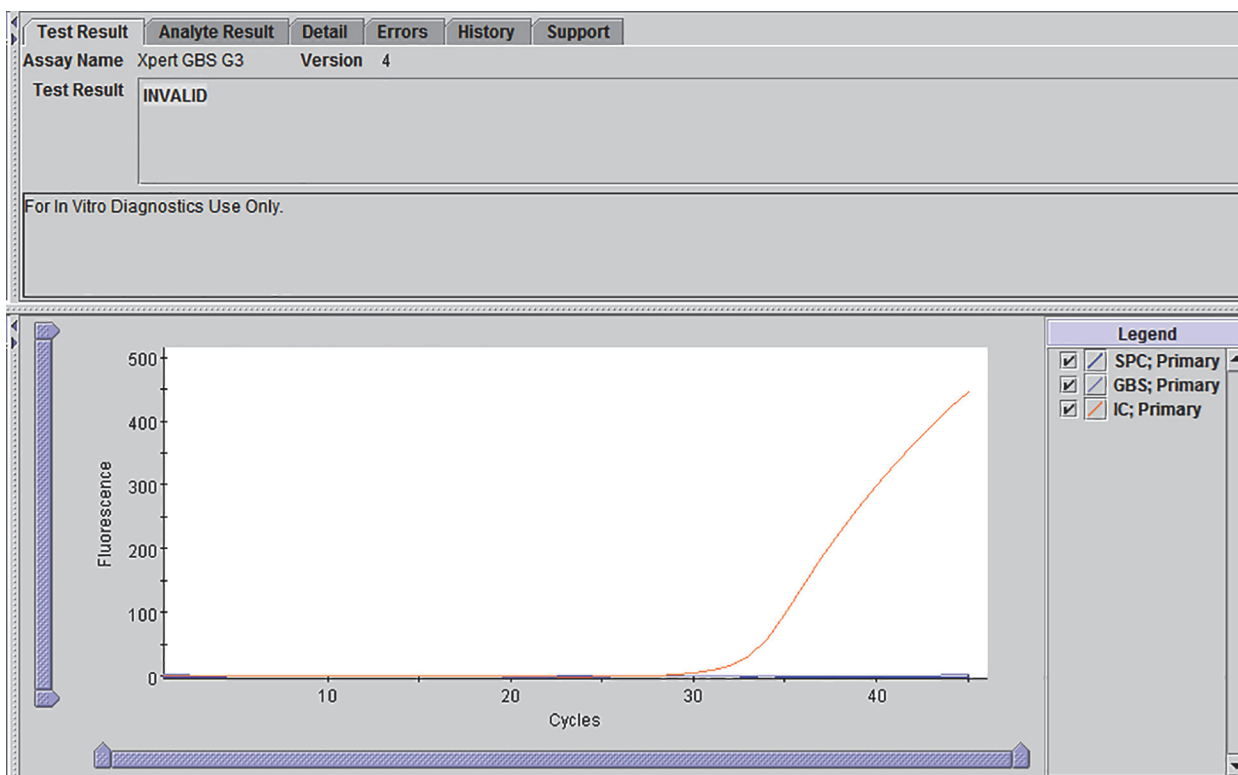 Test Result Analyte Result Detail Errors History Support
Assay Name Xpert GBS G3 Version 4
Test Result INVALID
For In Vitro Diagnostics Use Only.
Legend
SPC; Primary
GBS; Primary
IC; Primary
500
400
300
200
100
0
Fluorescence
10 20 30 40
Cycles